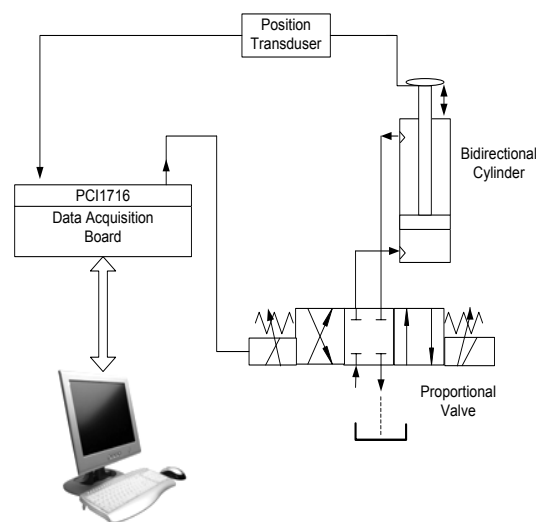 Position
Transduser
PCI1716
Data Acquisition
Board
Bidirectional
Cylinder
Proportional
Valve